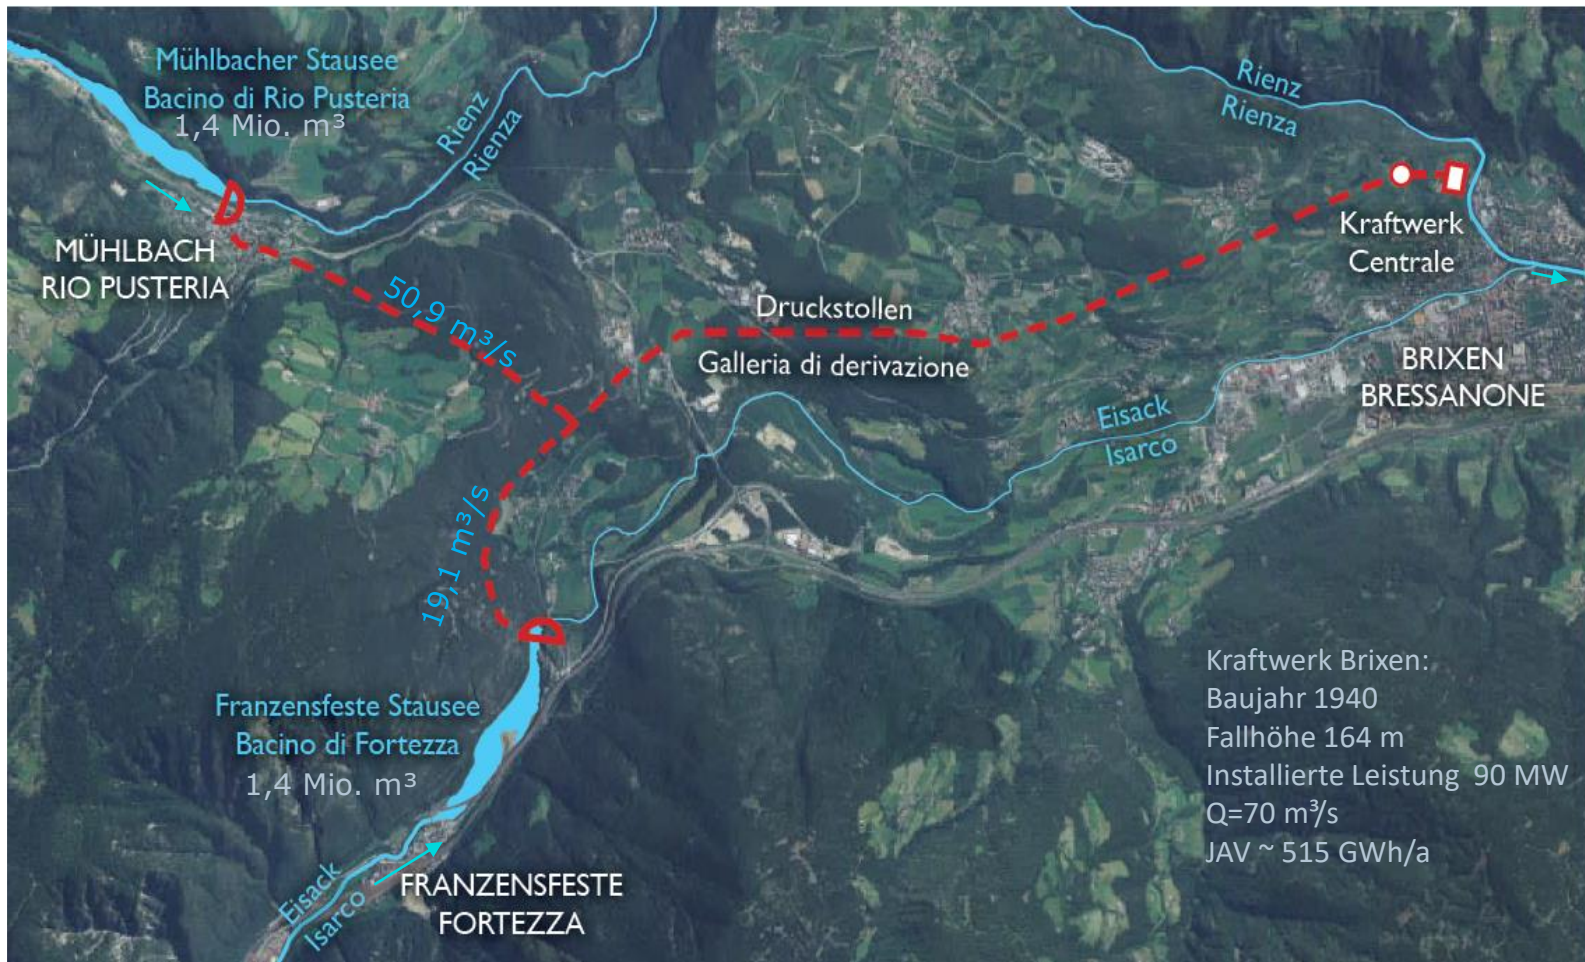 Mühlbacher Stausee
Bacino di Rio Pusteria
1,4 Mio. m³
Rienz
Rienza
Rienz
Rienza
MÜHLBACH
RIO PUSTERIA
50,9 m³/s
Kraftwerk
Centrale
Druckstollen
Galleria di derivazione
BRIXEN
BRESSANONE
Eisack
Isarco
19,1 m³/s
Franzensfeste Stausee
Bacino di Fortezza
1,4 Mio. m³
Eisack
Isarco
FRANZENSFESTE
FORTEZZA
Kraftwerk Brixen:
Baujahr 1940
Fallhöhe 164 m
Installierte Leistung 90 MW
Q=70 m³/s
JAV ~ 515 GWh/a